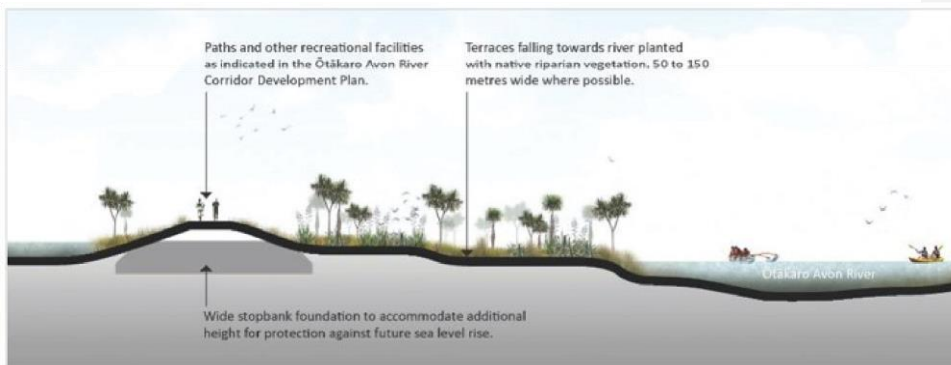 Paths and other recreational facilities
as indicated in the Ōtākaro Avon River
Corridor Development Plan.
Terraces falling towards river planted
with native riparian vegetation, 50 to 150
metres wide where possible.
Ōtākaro Avon River
Wide stopbank foundation to accommodate additional
height for protection against future sea level rise.